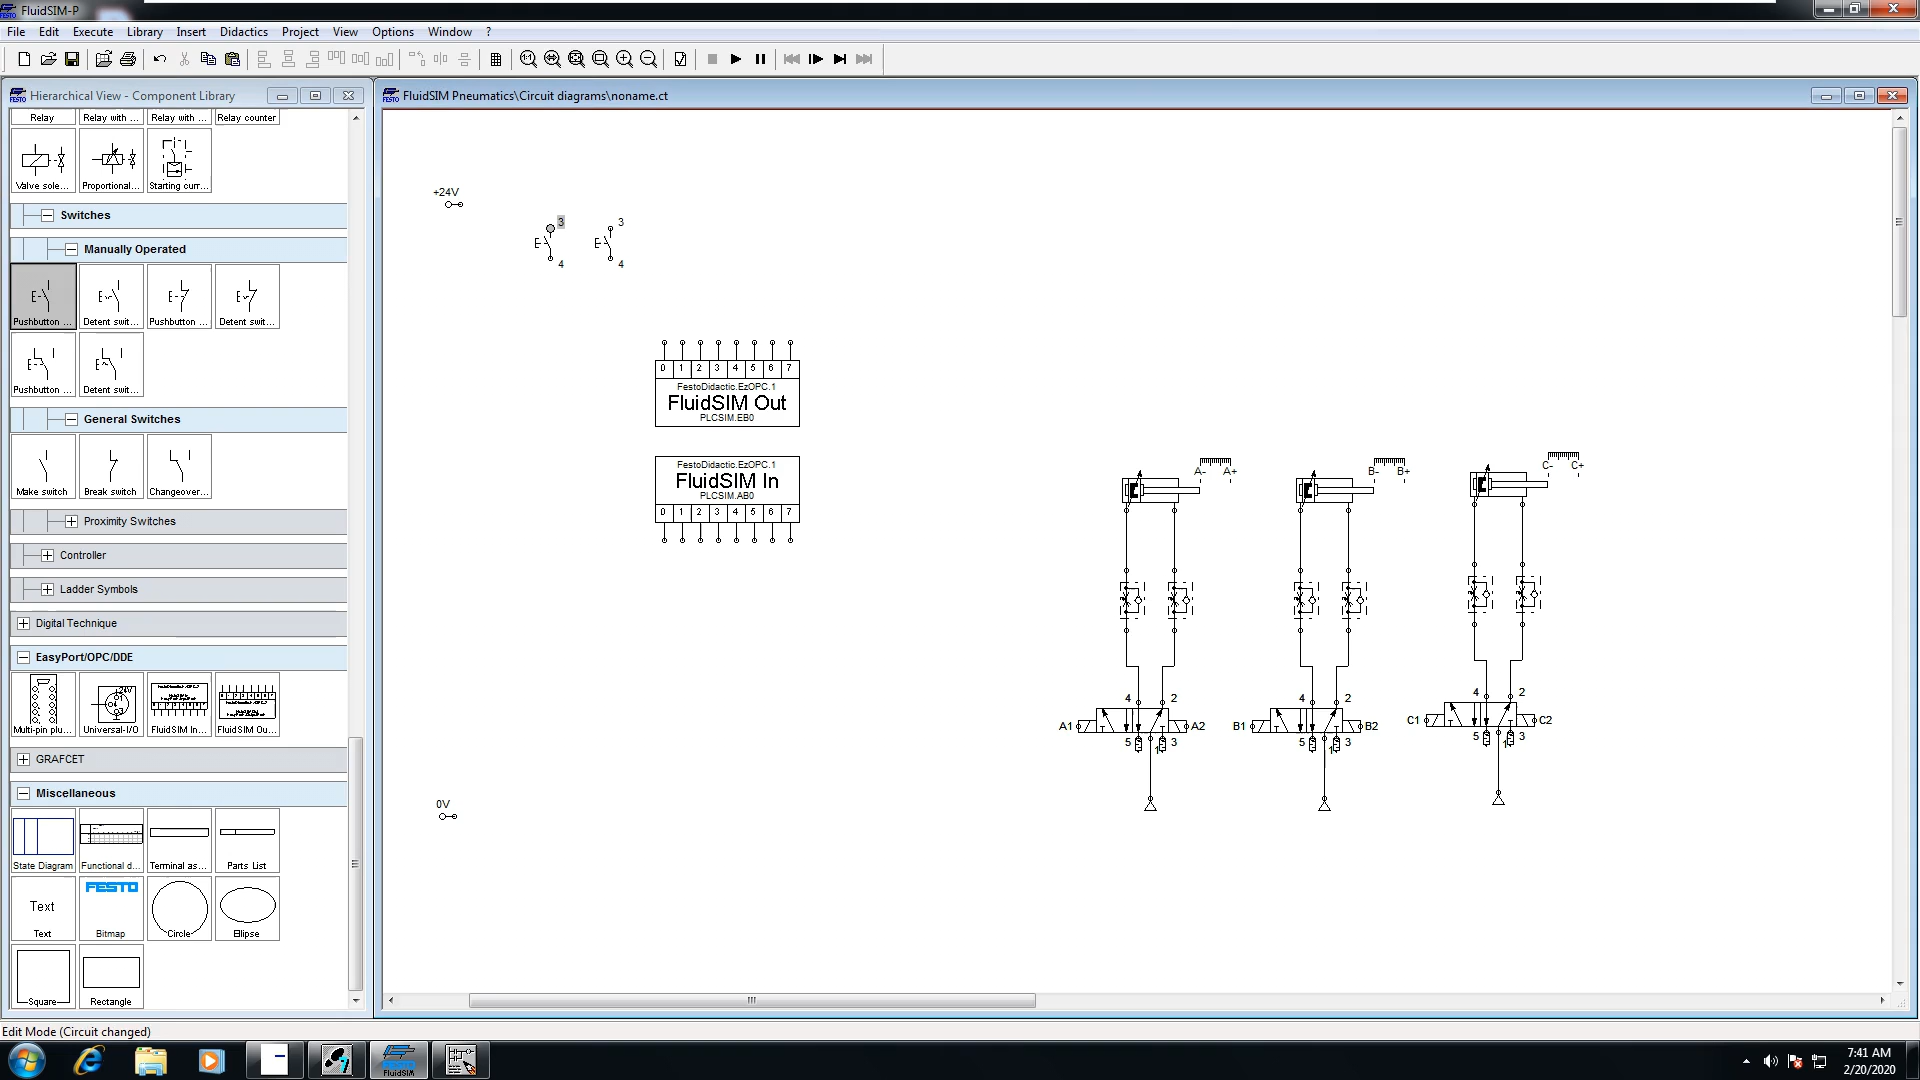 FluidSIM-P
File Edit Execute Library Insert Didactics Project View Options Window ?
Hierarchical View - Component Library
FluidSIM Pneumatics\Circuit diagrams\noname.ct
Relay Relay with ... Relay with ... Relay counter
Valve sole... Proportional... Starting curr...
Switches
Manually Operated
Pushbutton ... Detent swit... Pushbutton ... Detent swit...
Pushbutton ... Detent swit...
General Switches
Make switch Break switch Changeover...
Proximity Switches
Controller
Ladder Symbols
Digital Technique
EasyPort/OPC/DDE
Multi-pin plu... Universal-I/O FluidSIM In... FluidSIM Ou...
GRAFCET
Miscellaneous
State Diagram Functional d... Terminal as... Parts List
Text
FESTO
Text Bitmap Circle Ellipse
Square Rectangle
+24V
3 3
4 4
0 1 2 3 4 5 6 7
FestoDidactic.EzOPC.1
FluidSIM Out
PLCSIM.EB0
FestoDidactic.EzOPC.1
FluidSIM In
PLCSIM.AB0
0 1 2 3 4 5 6 7
0V
A- A+ B- B+ C- C+
4 2 4 2 4 2
A1 A2 B1 B2 C1 C2
5 1 3 5 1 3 5 1 3
Edit Mode (Circuit changed)
FluidSIM
7:41 AM
2/20/2020